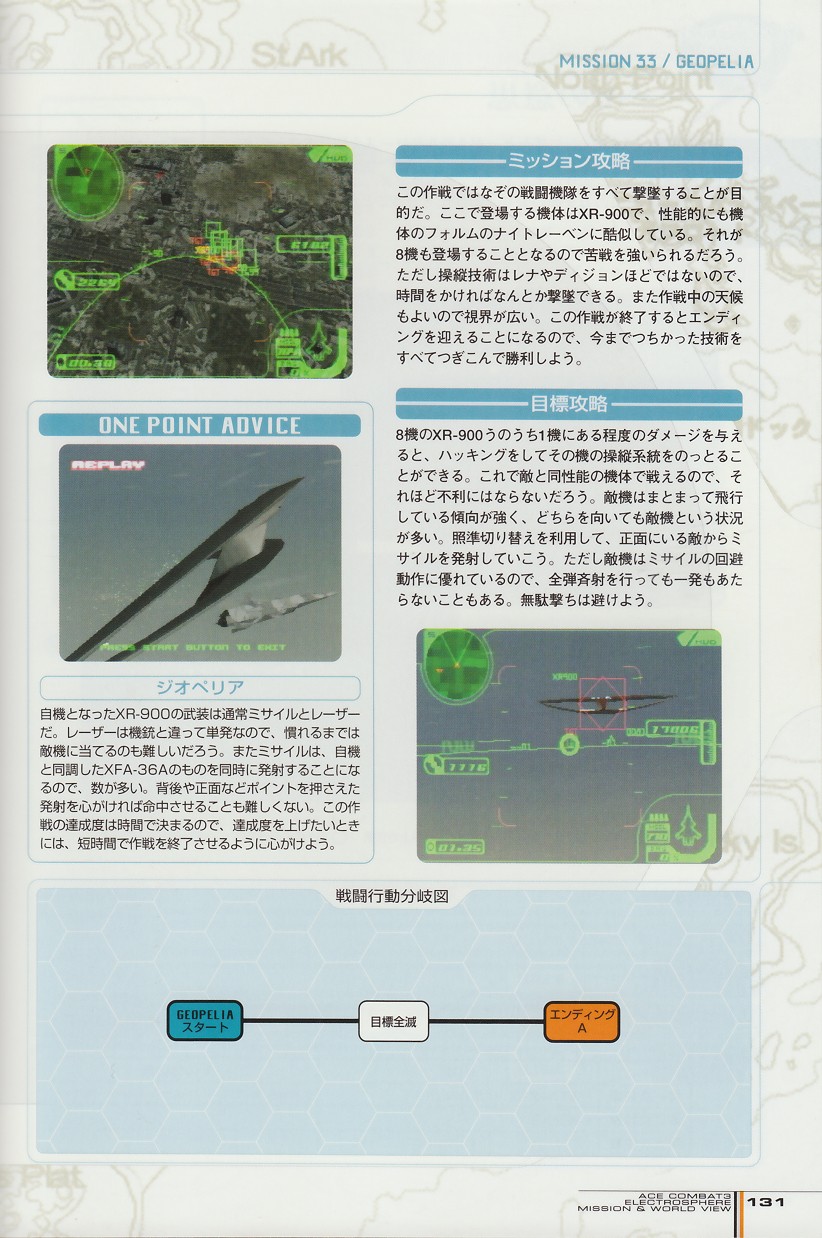 St.Ark
MISSION 33 / GEOPELIA
North Point
ミッション攻略
この作戦ではなぞの戦闘機隊をすべて撃墜することが目
的だ。ここで登場する機体はXR-900で、性能的にも機
体のフォルムのナイトレーベンに酷似している。それが
8機も登場することとなるので苦戦を強いられるだろう。
ただし操縦技術はレナやディジョンほどではないので、
時間をかければなんとか撃墜できる。また作戦中の天候
もよいので視界が広い。この作戦が終了するとエンディ
ングを迎えることになるので、今までつちかった技術を
すべてつぎこんで勝利しよう。
目標攻略
8機のXR-900うのうち1機にある程度のダメージを与え
ると、ハッキングをしてその機の操縦系統をのっとるこ
とができる。これで敵と同性能の機体で戦えるので、そ
れほど不利にはならないだろう。敵機はまとまって飛行
している傾向が強く、どちらを向いても敵機という状況
が多い。照準切り替えを利用して、正面にいる敵からミ
サイルを発射していこう。ただし敵機はミサイルの回避
動作に優れているので、全弾斉射を行っても一発もあた
らないこともある。無駄撃ちは避けよう。
ONE POINT ADVICE
REPLAY
PRESS START BUTTON TO EXIT
ジオペリア
自機となったXR-900の武装は通常ミサイルとレーザー
だ。レーザーは機銃と違って単発なので、慣れるまでは
敵機に当てるのも難しいだろう。またミサイルは、自機
と同調したXFA-36Aのものを同時に発射することにな
るので、数が多い。背後や正面などポイントを押さえた
発射を心がければ命中させることも難しくない。この作
戦の達成度は時間で決まるので、達成度を上げたいとき
には、短時間で作戦を終了させるように心がけよう。
XR900
01.35
戦闘行動分岐図
GEOPELIA
スタート
目標全滅
エンディング
A
ACE COMBAT3
ELECTROSPHERE
MISSION & WORLD VIEW
131